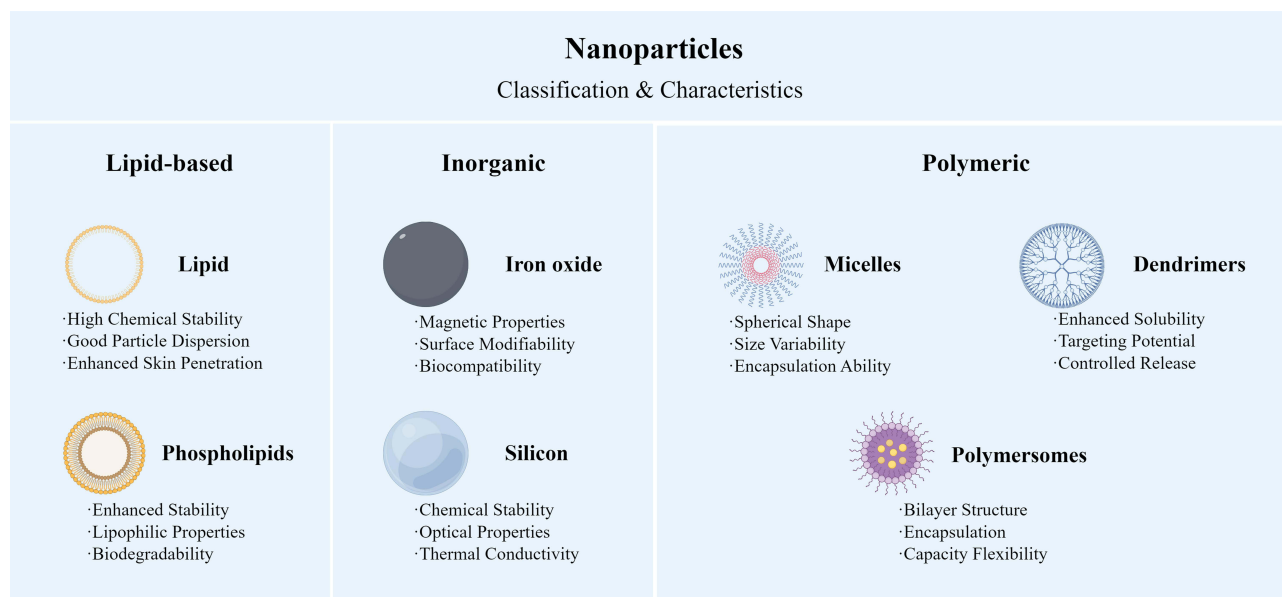 Nanoparticles
Classification & Characteristics
Lipid-based
Lipid
·High Chemical Stability
·Good Particle Dispersion
·Enhanced Skin Penetration
Phospholipids
·Enhanced Stability
·Lipophilic Properties
·Biodegradability
Inorganic
Iron oxide
·Magnetic Properties
·Surface Modifiability
·Biocompatibility
Silicon
·Chemical Stability
·Optical Properties
·Thermal Conductivity
Polymeric
Micelles
·Spherical Shape
·Size Variability
·Encapsulation Ability
Dendrimers
·Enhanced Solubility
·Targeting Potential
·Controlled Release
Polymersomes
·Bilayer Structure
·Encapsulation
·Capacity Flexibility